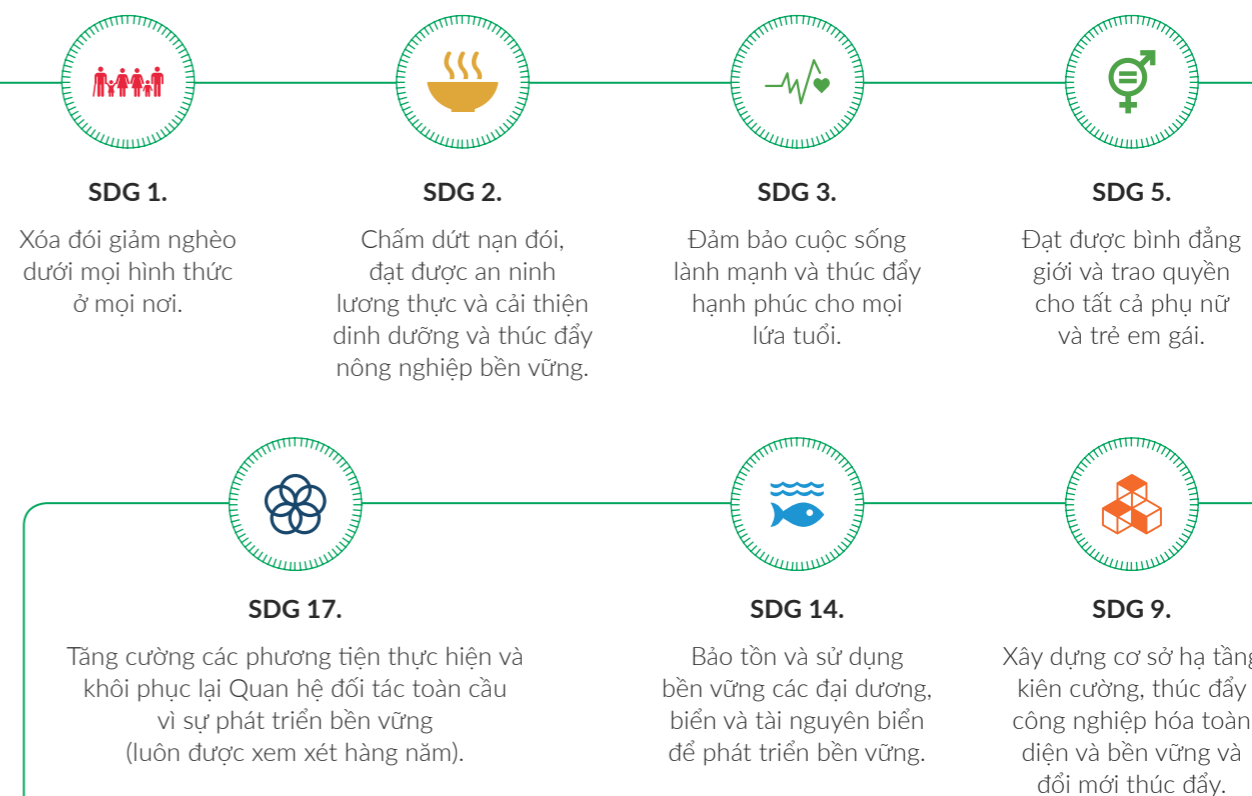 SDG 1.
Xóa đói giảm nghèo
dưới mọi hình thức
ở mọi nơi.
SDG 2.
Chấm dứt nạn đói,
đạt được an ninh
lương thực và cải thiện
dinh dưỡng và thúc đẩy
nông nghiệp bền vững.
SDG 3.
Đảm bảo cuộc sống
lành mạnh và thúc đẩy
hạnh phúc cho mọi
lứa tuổi.
SDG 5.
Đạt được bình đẳng
giới và trao quyền
cho tất cả phụ nữ
và trẻ em gái.
SDG 17.
Tăng cường các phương tiện thực hiện và
khôi phục lại Quan hệ đối tác toàn cầu
vì sự phát triển bền vững
(luôn được xem xét hàng năm).
SDG 14.
Bảo tồn và sử dụng
bền vững các đại dương,
biển và tài nguyên biển
để phát triển bền vững.
SDG 9.
Xây dựng cơ sở hạ tầng
kiên cường, thúc đẩy
công nghiệp hóa toàn
diện và bền vững và
đổi mới thúc đẩy.